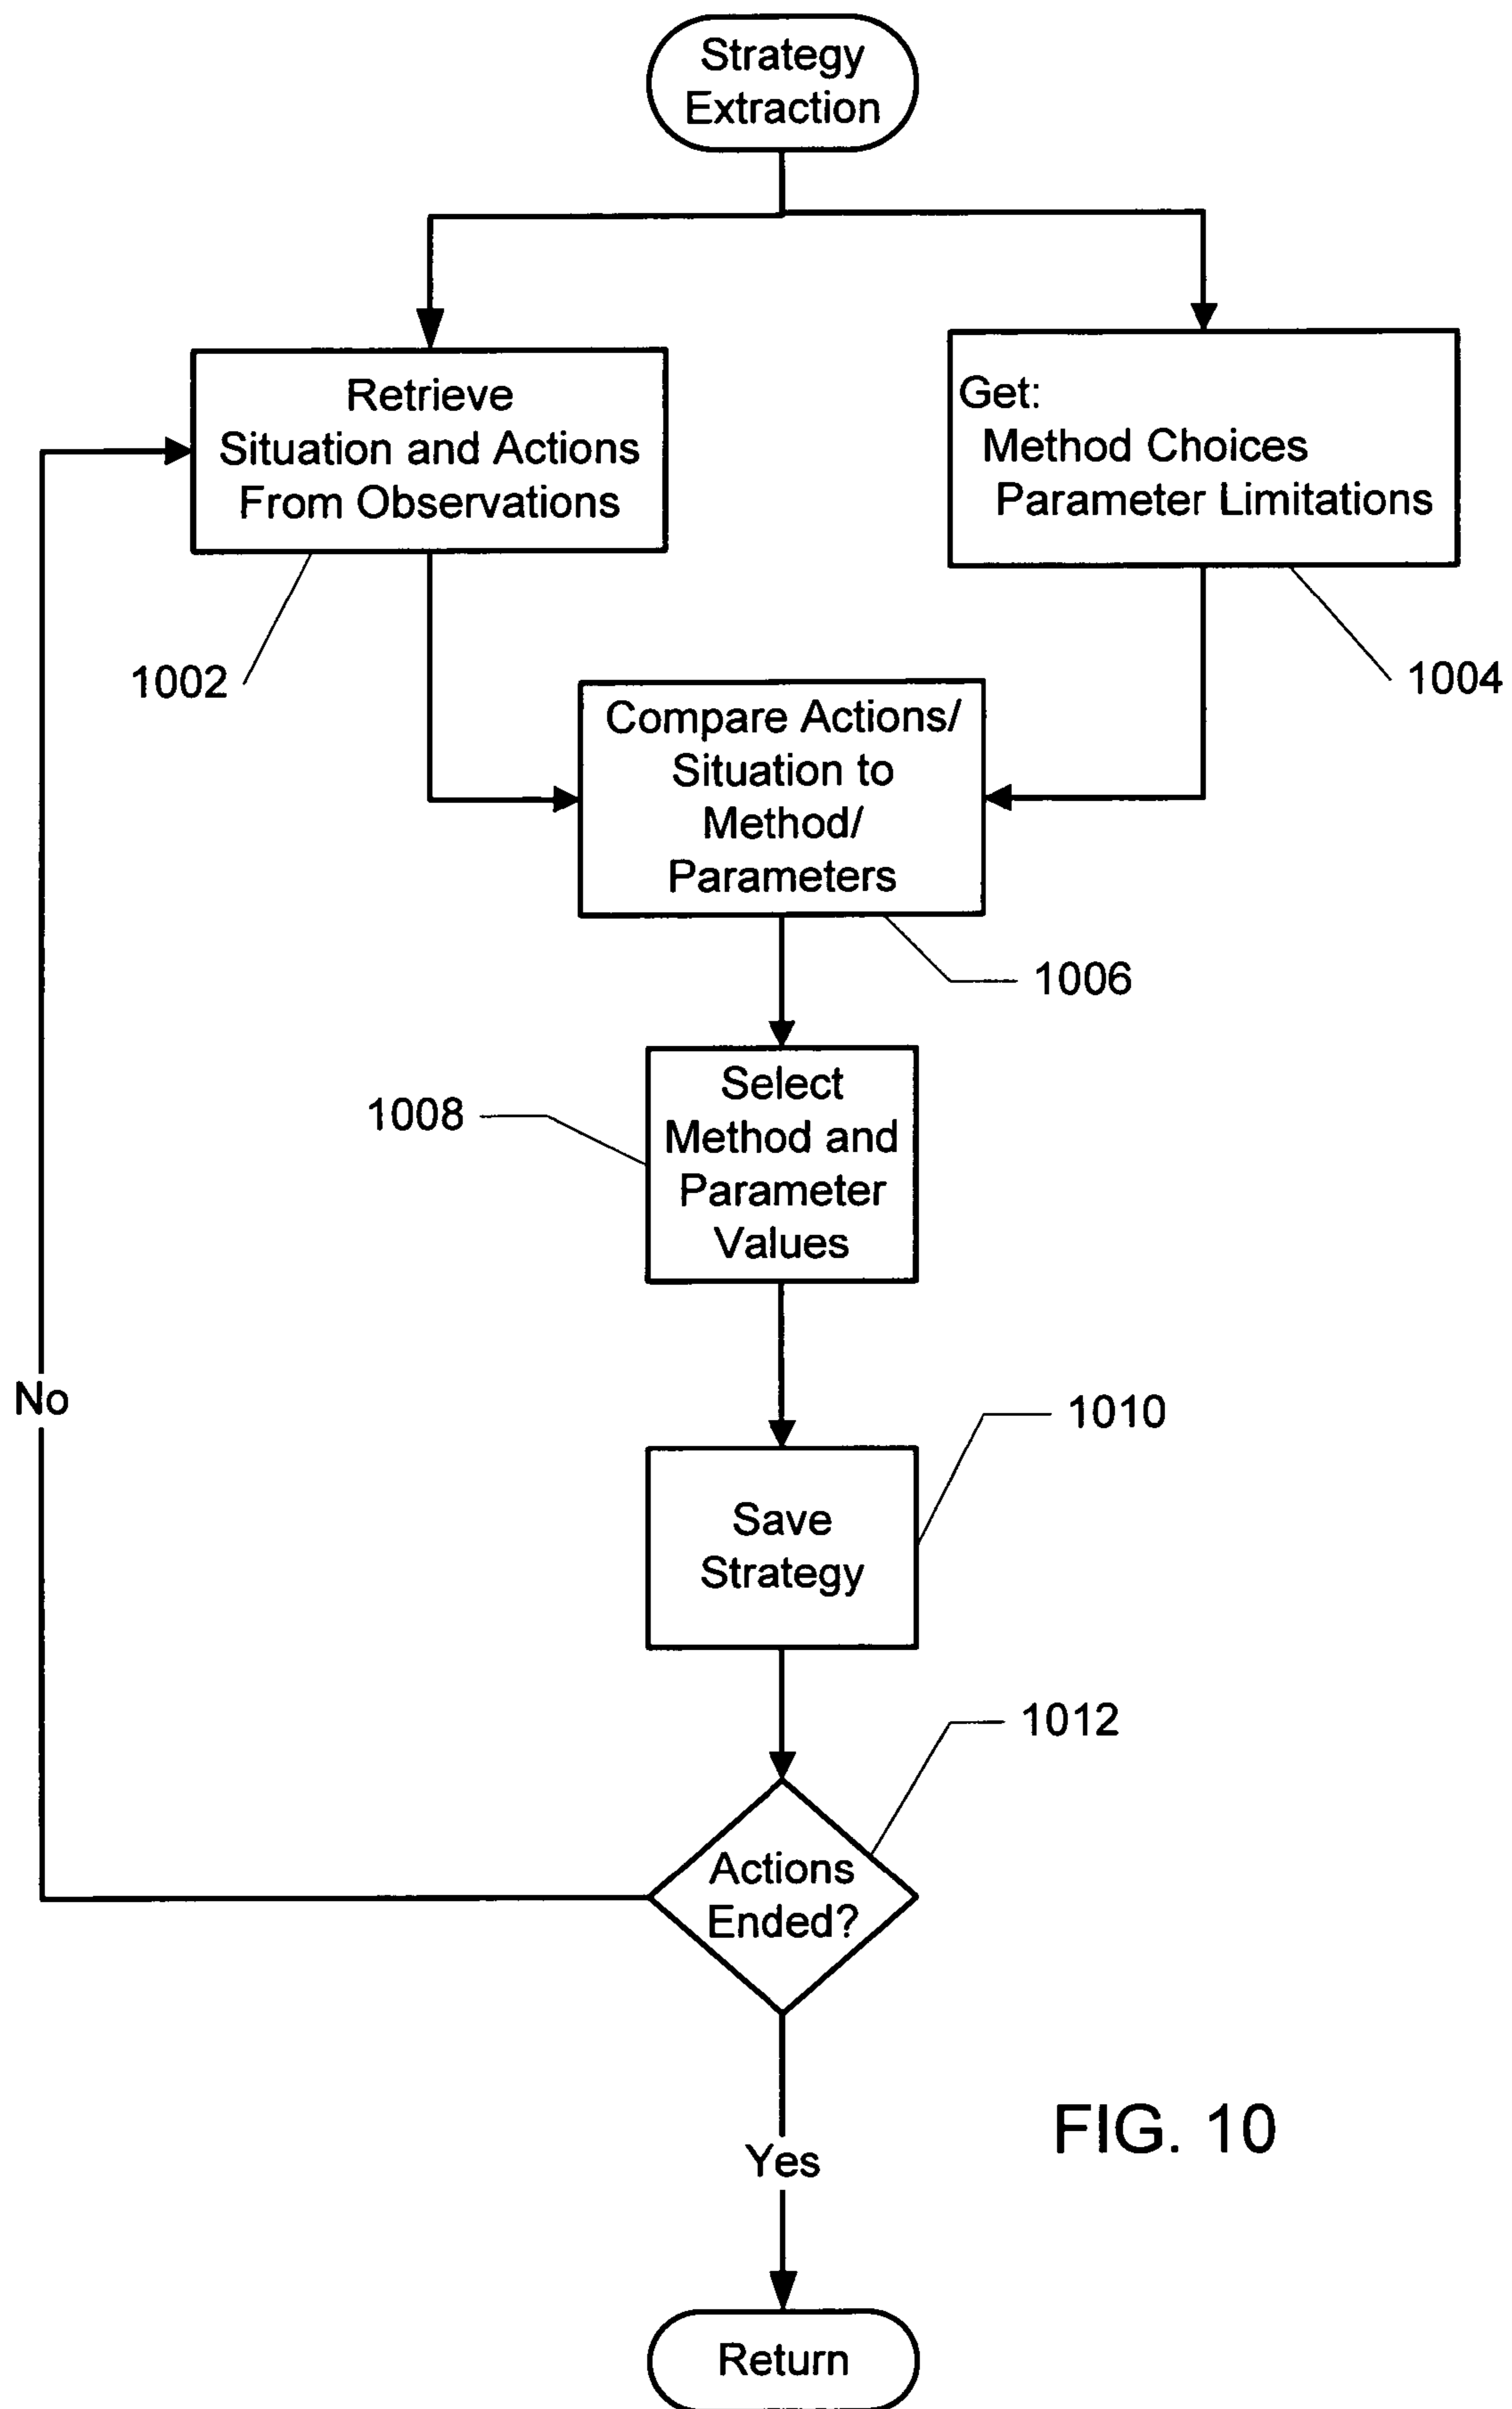 Strategy
Extraction
Retrieve
Situation and Actions
From Observations
Get:
Method Choices
Parameter Limitations
1002
1004
Compare Actions/
Situation to
Method/
Parameters
1006
Select
Method and
Parameter
Values
1008
No
1010
Save
Strategy
1012
Actions
Ended?
FIG. 10
Yes
Return